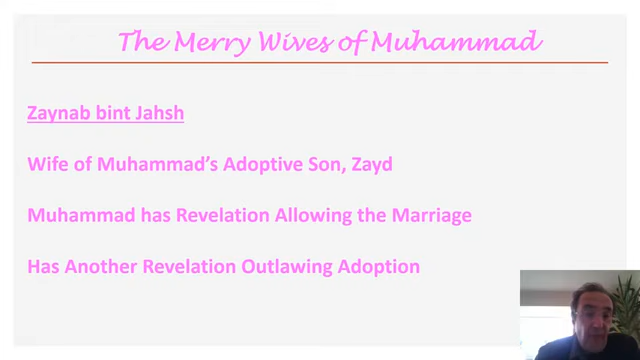 The Merry Wives of Muhammad
Zaynab bint Jahsh
Wife of Muhammad's Adoptive Son, Zayd
Muhammad has Revelation Allowing the Marriage
Has Another Revelation Outlawing Adoption